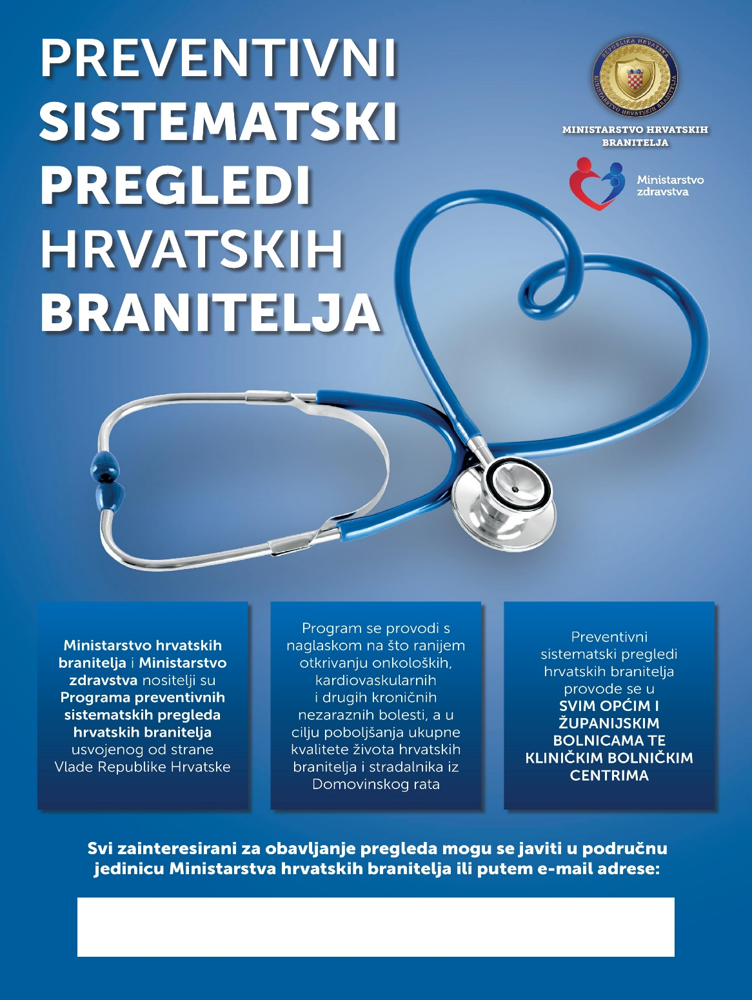 PREVENTIVNI
SISTEMATSKI
PREGLEDI
HRVATSKIH
BRANITELJA
REPUBLIKA HRVATSKA
MINISTARSTVO HRVATSKIH BRANITELJA
MINISTARSTVO HRVATSKIH
BRANITELJA
Ministarstvo
zdravstva
Ministarstvo hrvatskih
branitelja i Ministarstvo
zdravstva nositelji su
Programa preventivnih
sistematskih pregleda
hrvatskih branitelja
usvojenog od strane
Vlade Republike Hrvatske
Program se provodi s
naglaskom na što ranijem
otkrivanju onkoloških,
kardiovaskularnih
i drugih kroničnih
nezaraznih bolesti, a u
cilju poboljšanja ukupne
kvalitete života hrvatskih
branitelja i stradalnika iz
Domovinskog rata
Preventivni
sistematski pregledi
hrvatskih branitelja
provode se u
SVIM OPĆIM I
ŽUPANIJSKIM
BOLNICAMA TE
KLINIČKIM BOLNIČKIM
CENTRIMA
Svi zainteresirani za obavljanje pregleda mogu se javiti u područnu
jedinicu Ministarstva hrvatskih branitelja ili putem e-mail adrese: